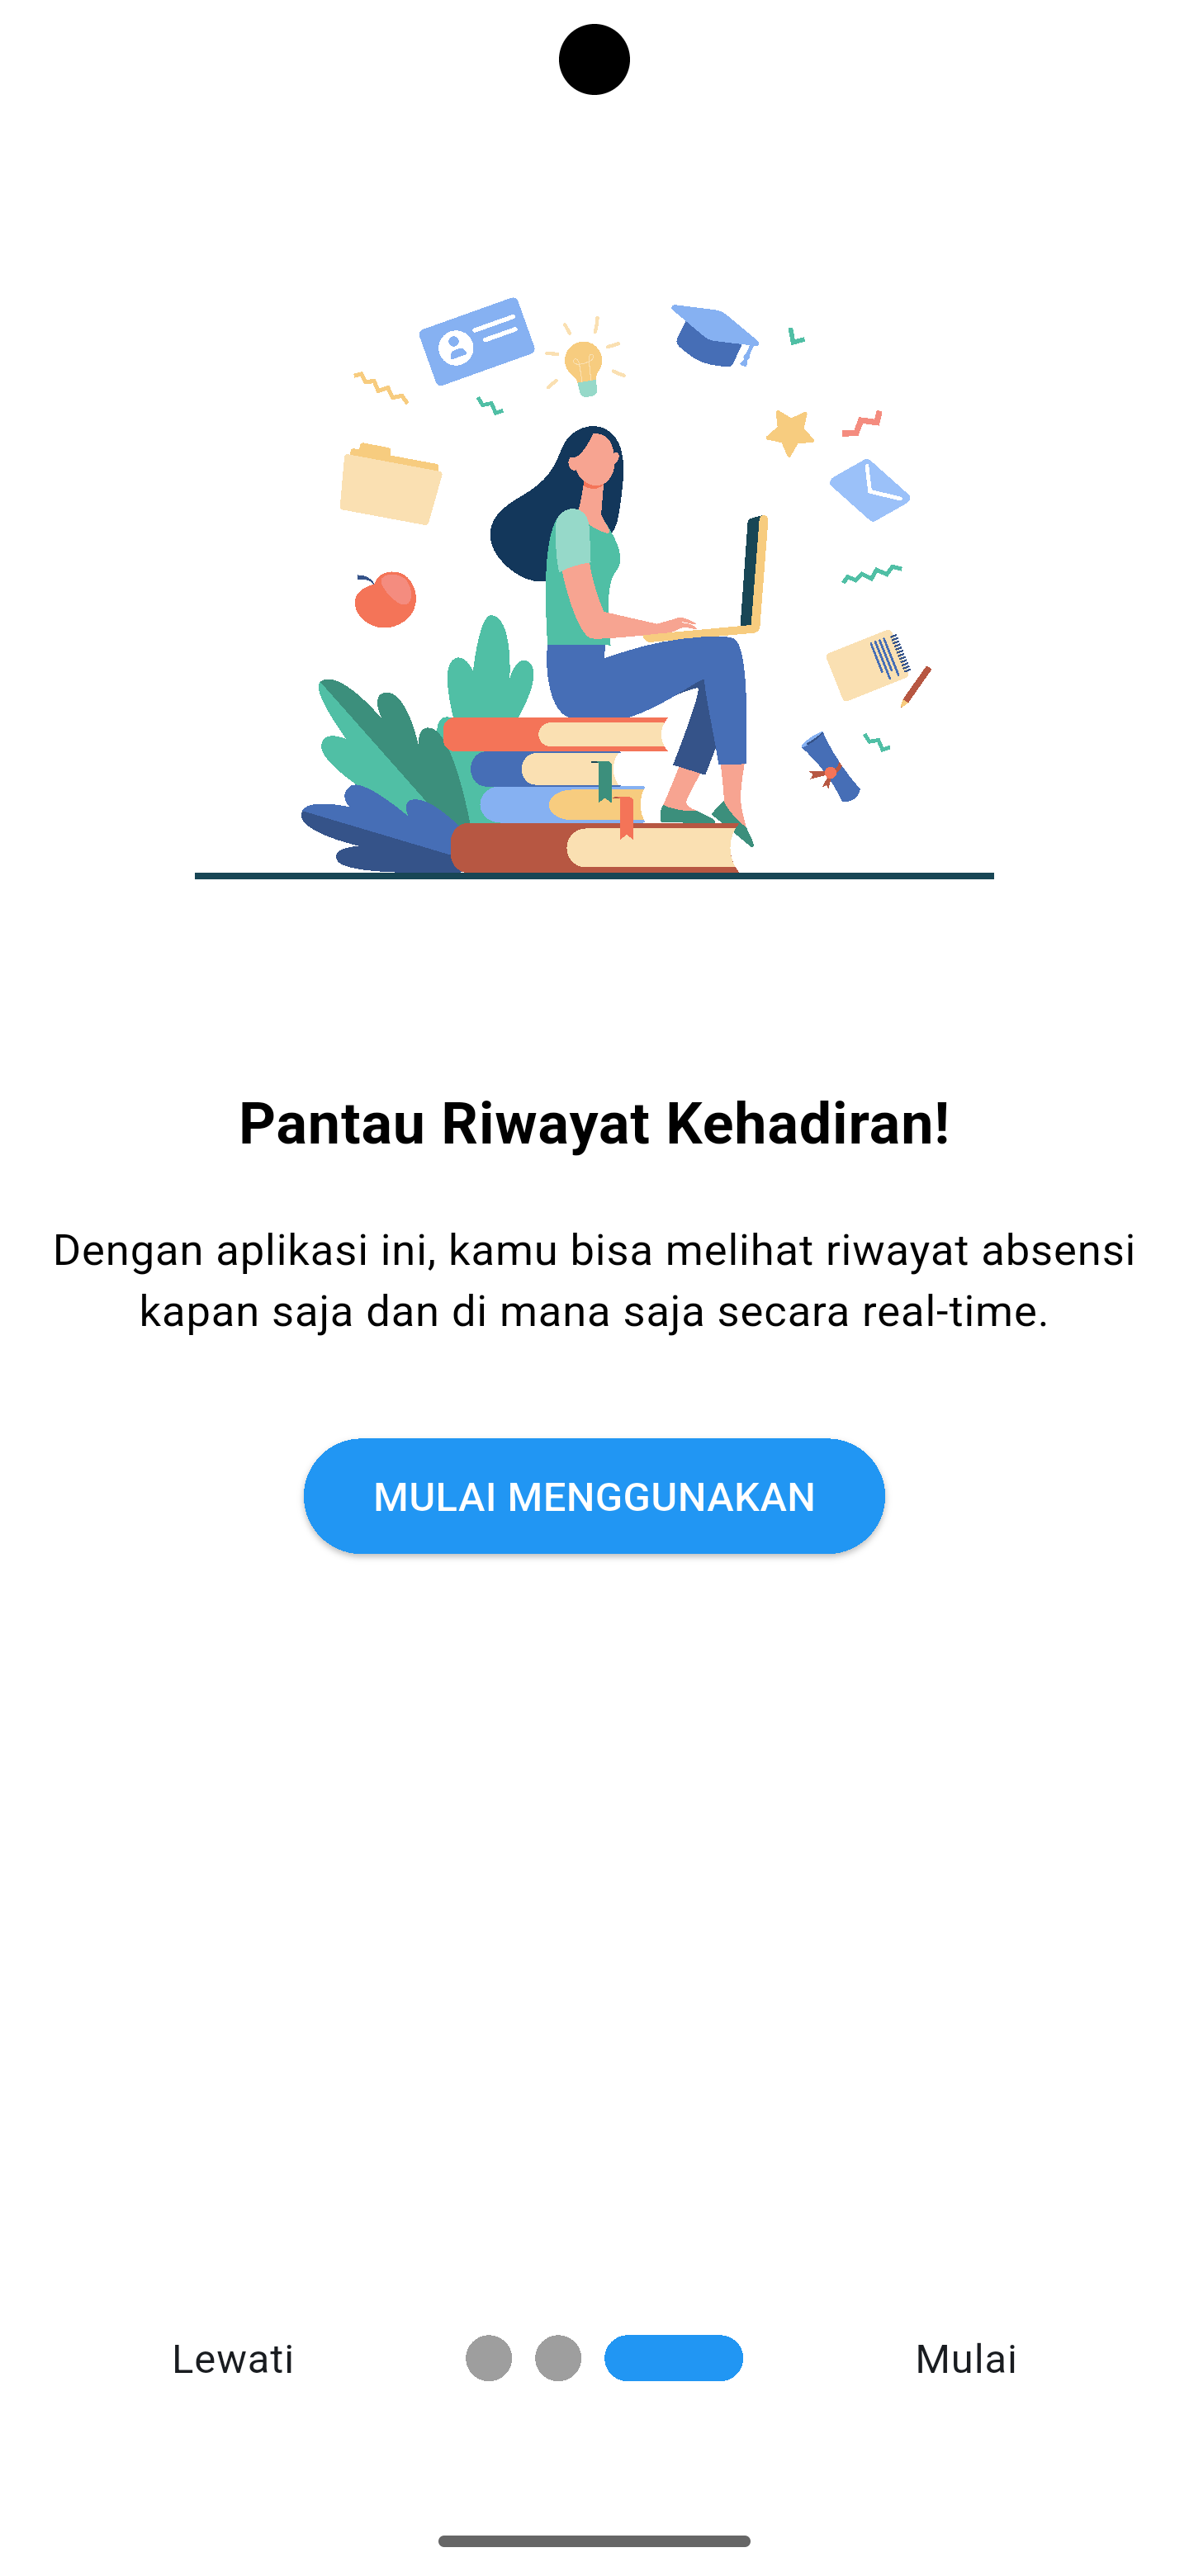 Pantau Riwayat Kehadiran!
Dengan aplikasi ini, kamu bisa melihat riwayat absensi
kapan saja dan di mana saja secara real-time.
MULAI MENGGUNAKAN
Lewati
Mulai